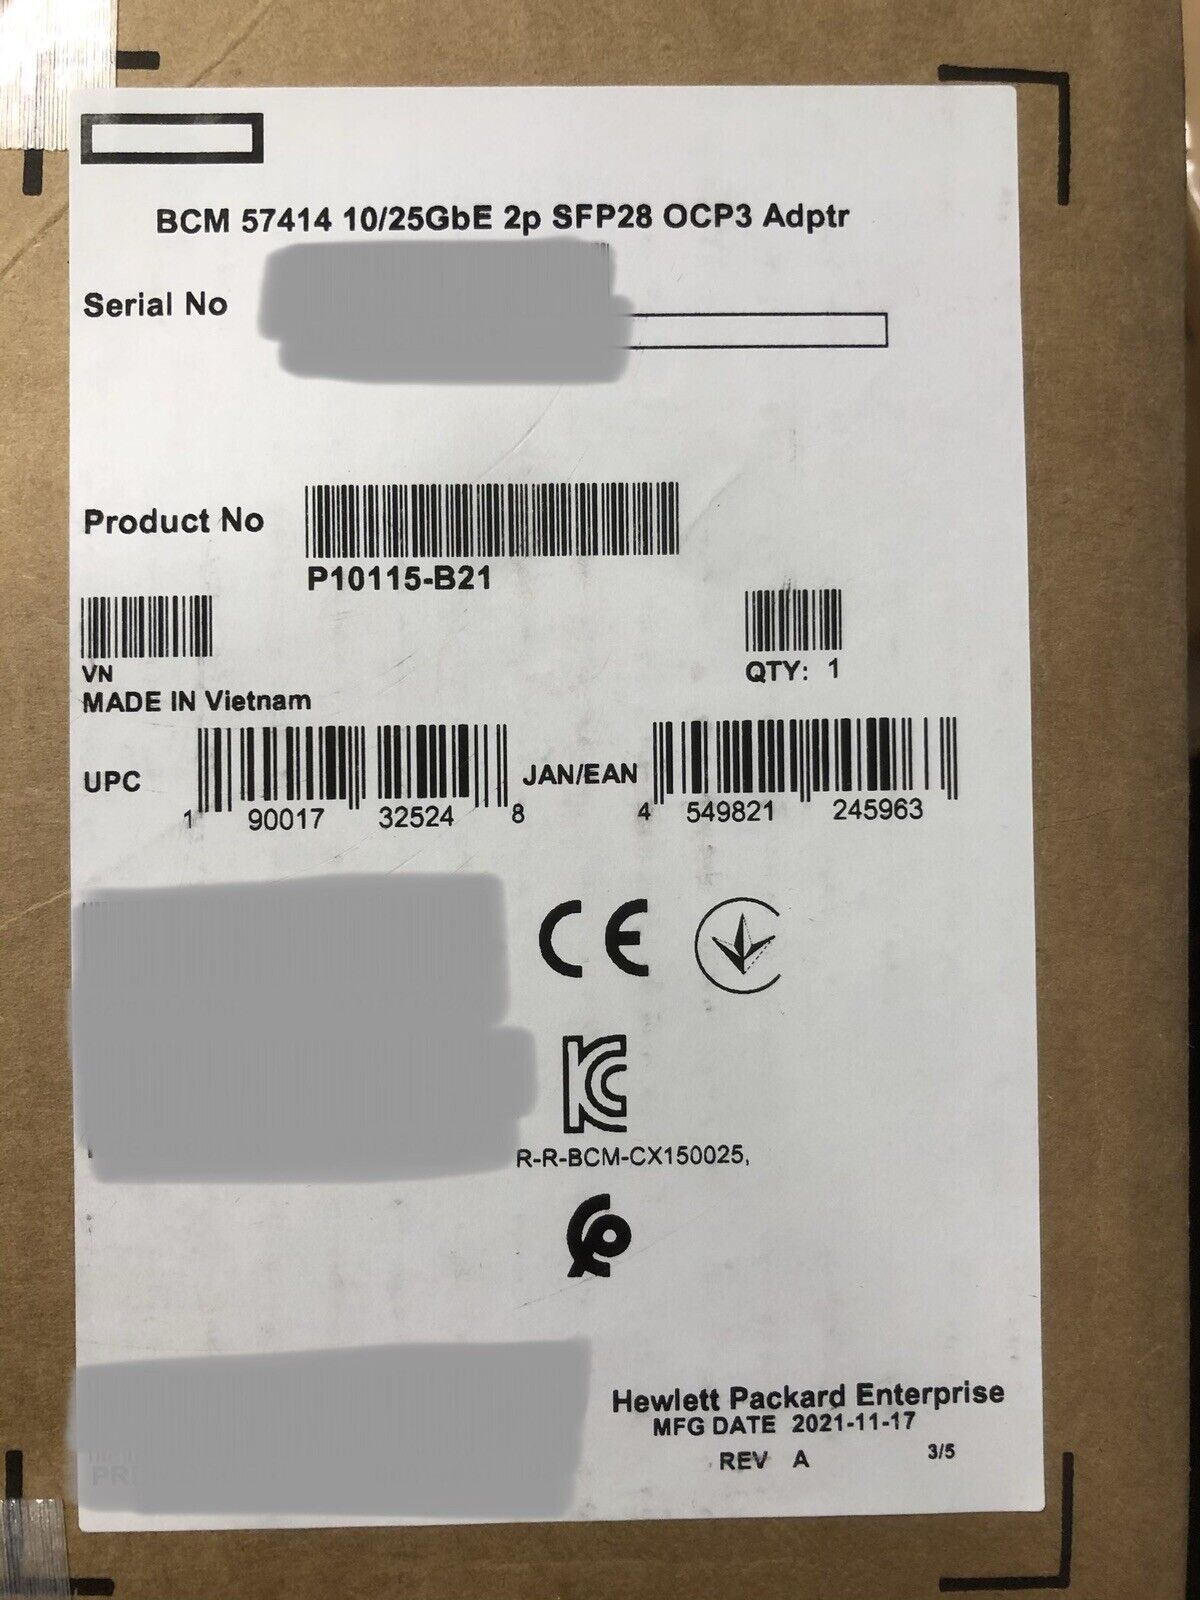 BCM 57414 10/25GbE 2p SFP28 OCP3 Adptr
Serial No
Product No
P10115-B21
VN
QTY: 1
MADE IN Vietnam
UPC
1 90017 32524 8
JAN/EAN
4 549821 245963
CE
R-R-BCM-CX150025,
Hewlett Packard Enterprise
MFG DATE 2021-11-17
REV A
3/5